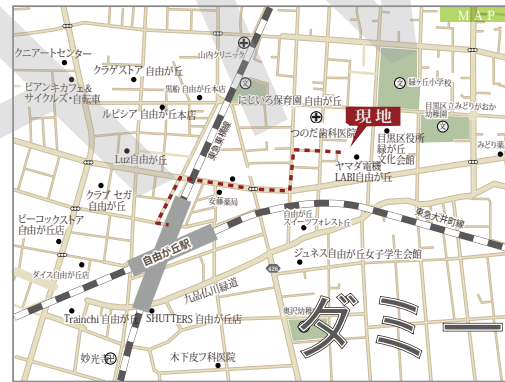 MAP
クニアートセンター
山内クリニック
クラゲストア 自由が丘
ビアンキカフェ&
サイクルズ・自転車
黒船 自由が丘本店
文
にじいろ保育園 自由が丘
ルピシア 自由が丘本店
文
緑ヶ丘小学校
目黒区立みどりがおか
幼稚園
文
現地
つのだ歯科医院
目黒区役所
緑が丘
文化会館
みどり薬
東急東横線
Luz自由が丘
ヤマダ電機
LABI自由が丘
クラブ セガ
自由が丘
安藤薬局
ピーコックストア
自由が丘店
自由が丘
スイーツフォレスト丘
東急大井町線
自由が丘駅
ジュネス自由が丘女子学生会館
ダイス自由が丘店
426
九品仏川緑道
Trainchi 自由が丘
SHUTTERS 自由が丘店
奥沢幼稚
ダミー
妙光寺
木下皮フ科医院